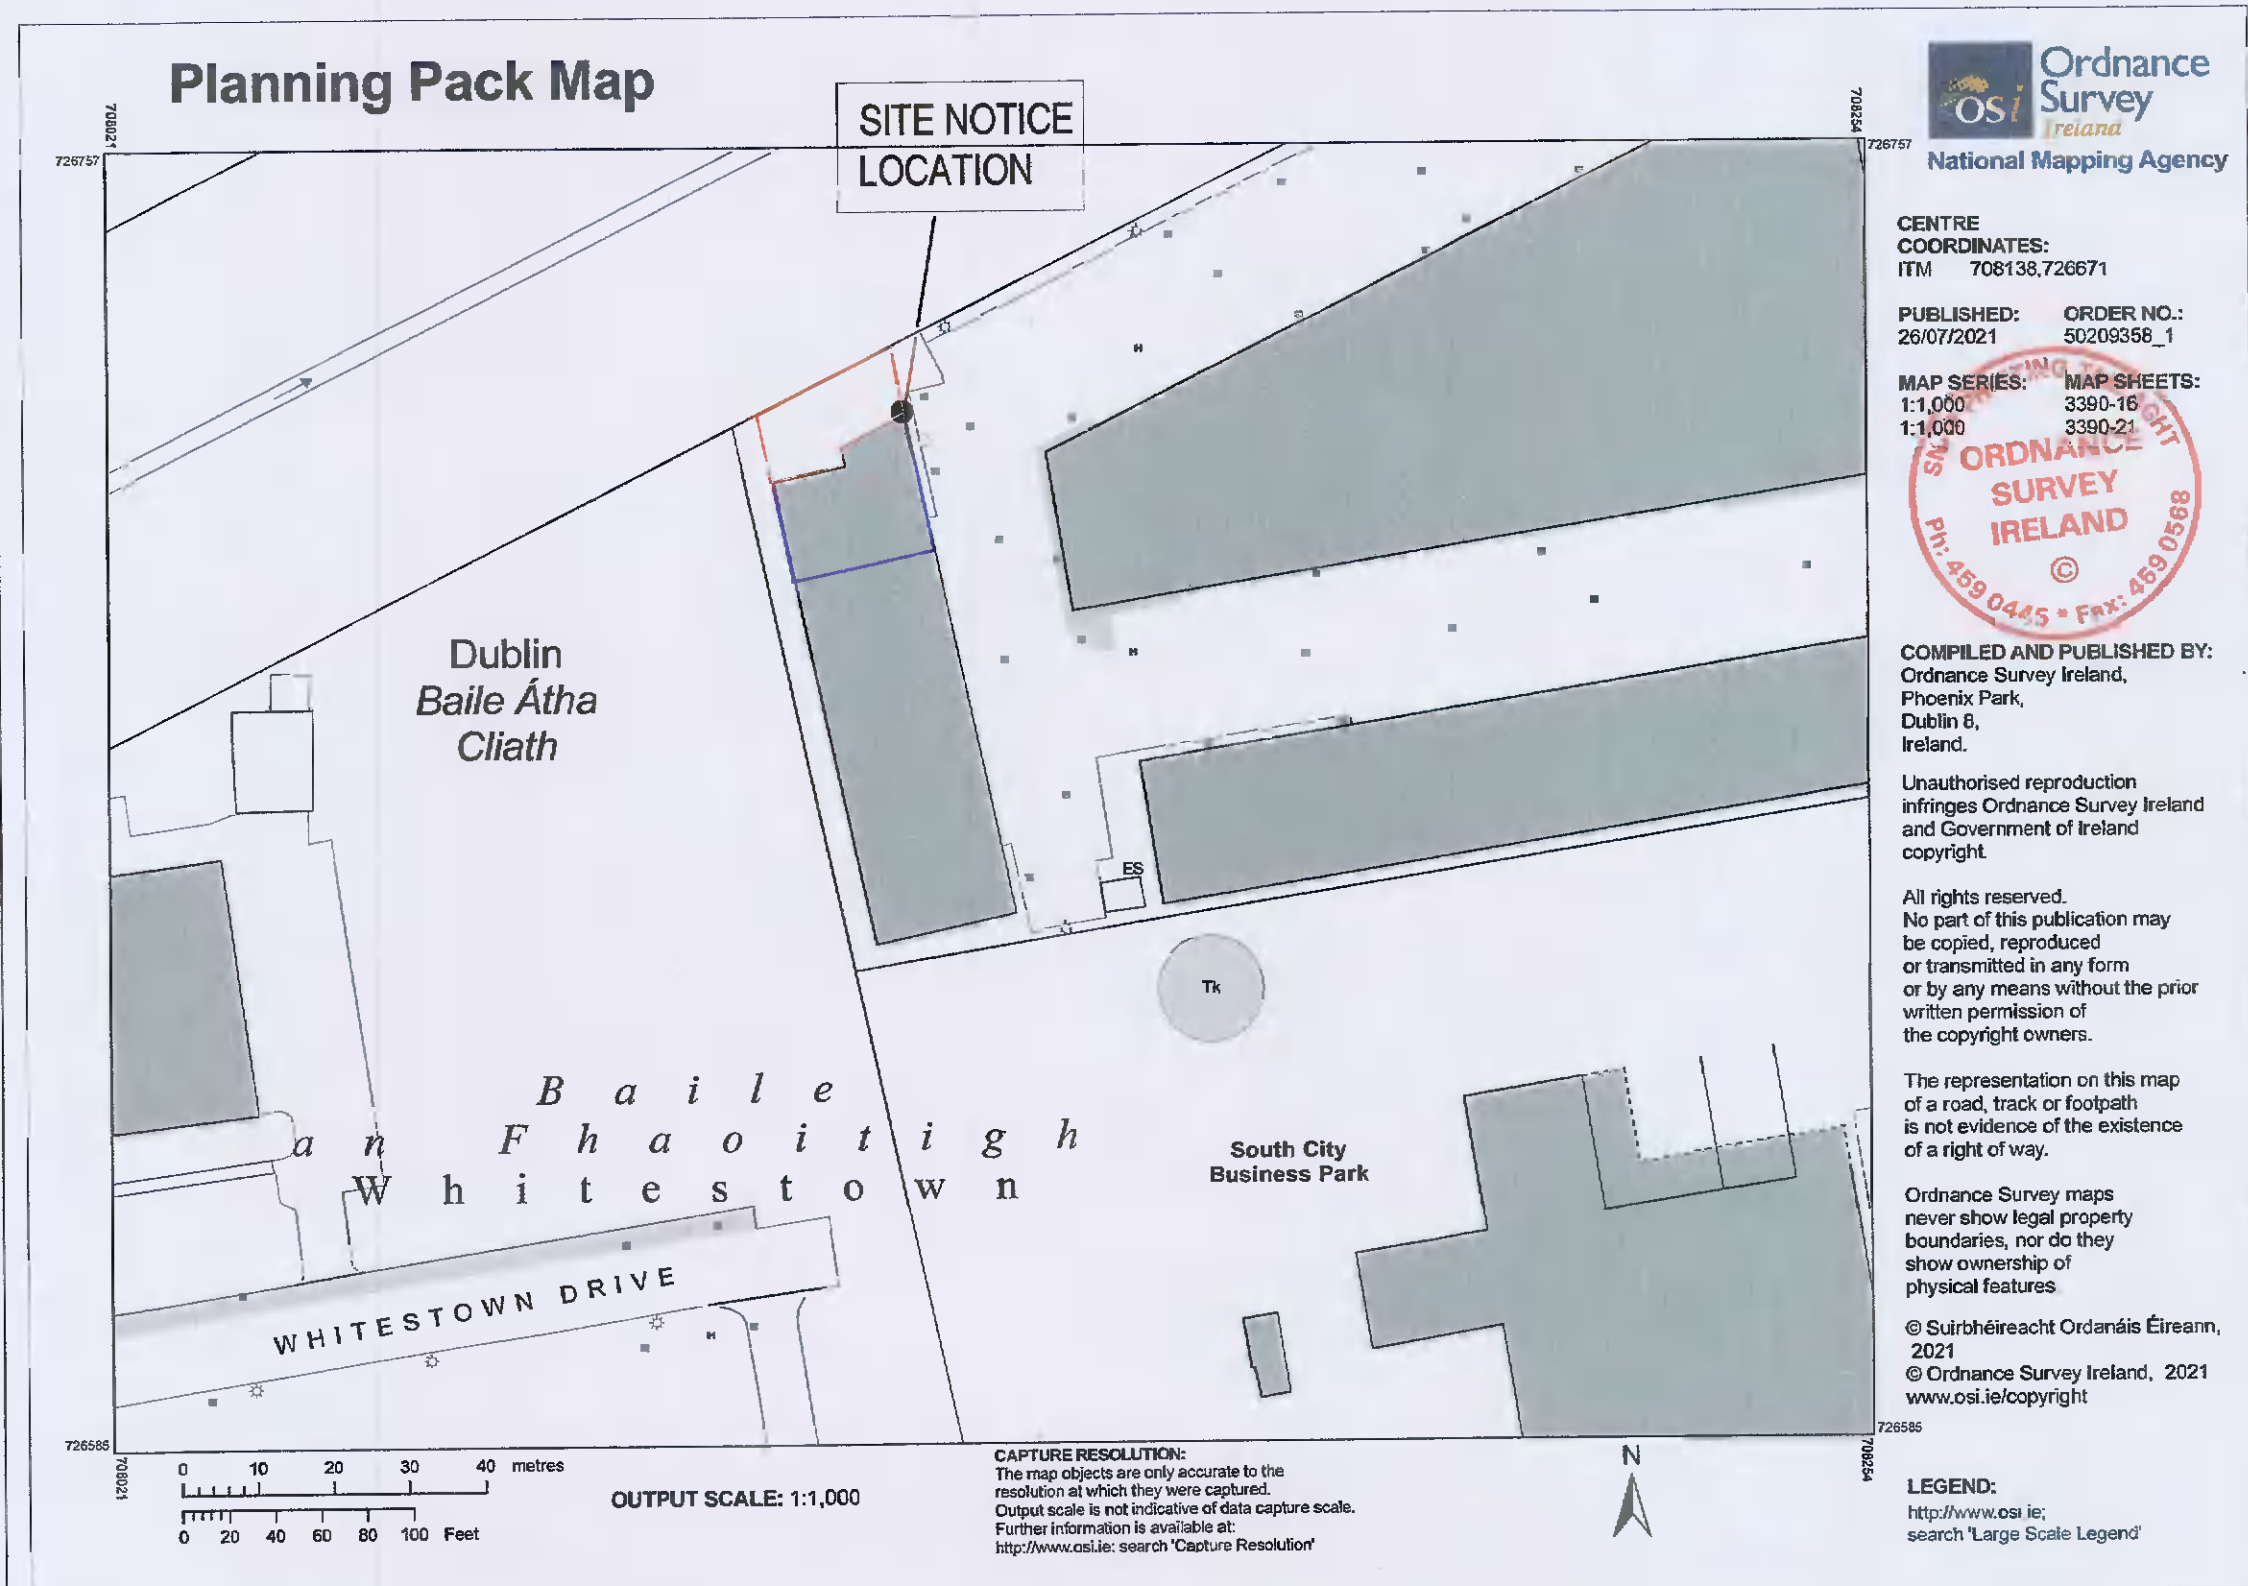 Planning Pack Map
SITE NOTICE
LOCATION
708021
708254
726757
726757
Ordnance
Survey
Ireland
OSi
National Mapping Agency
CENTRE
COORDINATES:
ITM 708138,726671
PUBLISHED: ORDER NO.:
26/07/2021 50209358_1
MAP SERIES: MAP SHEETS:
1:1,000 3390-16
1:1,000 3390-21
ORDNANCE
SURVEY
IRELAND
©
Ph: 459 0445 * Fax: 459 0568
COMPILED AND PUBLISHED BY:
Ordnance Survey Ireland,
Phoenix Park,
Dublin 8,
Ireland.
Unauthorised reproduction
infringes Ordnance Survey Ireland
and Government of Ireland
copyright.
All rights reserved.
No part of this publication may
be copied, reproduced
or transmitted in any form
or by any means without the prior
written permission of
the copyright owners.
The representation on this map
of a road, track or footpath
is not evidence of the existence
of a right of way.
Ordnance Survey maps
never show legal property
boundaries, nor do they
show ownership of
physical features
© Suirbhéireacht Ordanáis Éireann,
2021
© Ordnance Survey Ireland, 2021
www.osi.ie/copyright
LEGEND:
http://www.osi.ie;
search 'Large Scale Legend'
H
H
Dublin
Baile Átha
Cliath
ES
Tk
Baile
an Fhaoitigh
Whitestown
South City
Business Park
WHITESTOWN DRIVE
H
726585
726585
708021
708254
0 10 20 30 40 metres
0 20 40 60 80 100 Feet
OUTPUT SCALE: 1:1,000
CAPTURE RESOLUTION:
The map objects are only accurate to the
resolution at which they were captured.
Output scale is not indicative of data capture scale.
Further information is available at:
http://www.osi.ie; search 'Capture Resolution'
N